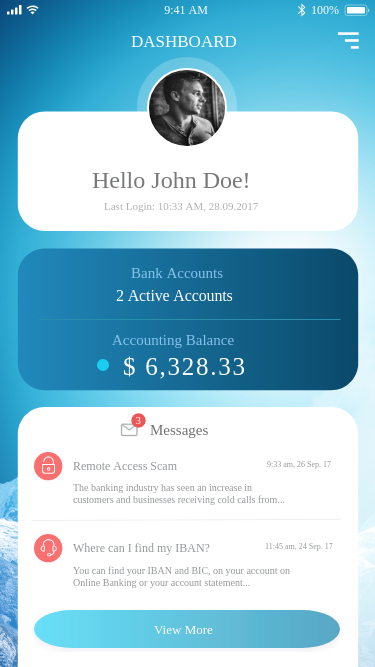 9:41 AM 100%
DASHBOARD
Hello John Doe!
Last Login: 10:33 AM, 28.09.2017
Bank Accounts
2 Active Accounts
Accounting Balance
$ 6,328.33
3
Messages
Remote Access Scam 9:33 am, 26 Sep. 17
The banking industry has seen an increase in
customers and businesses receiving cold calls from...
Where can I find my IBAN? 11:45 am, 24 Sep. 17
You can find your IBAN and BIC, on your account on
Online Banking or your account statement...
View More